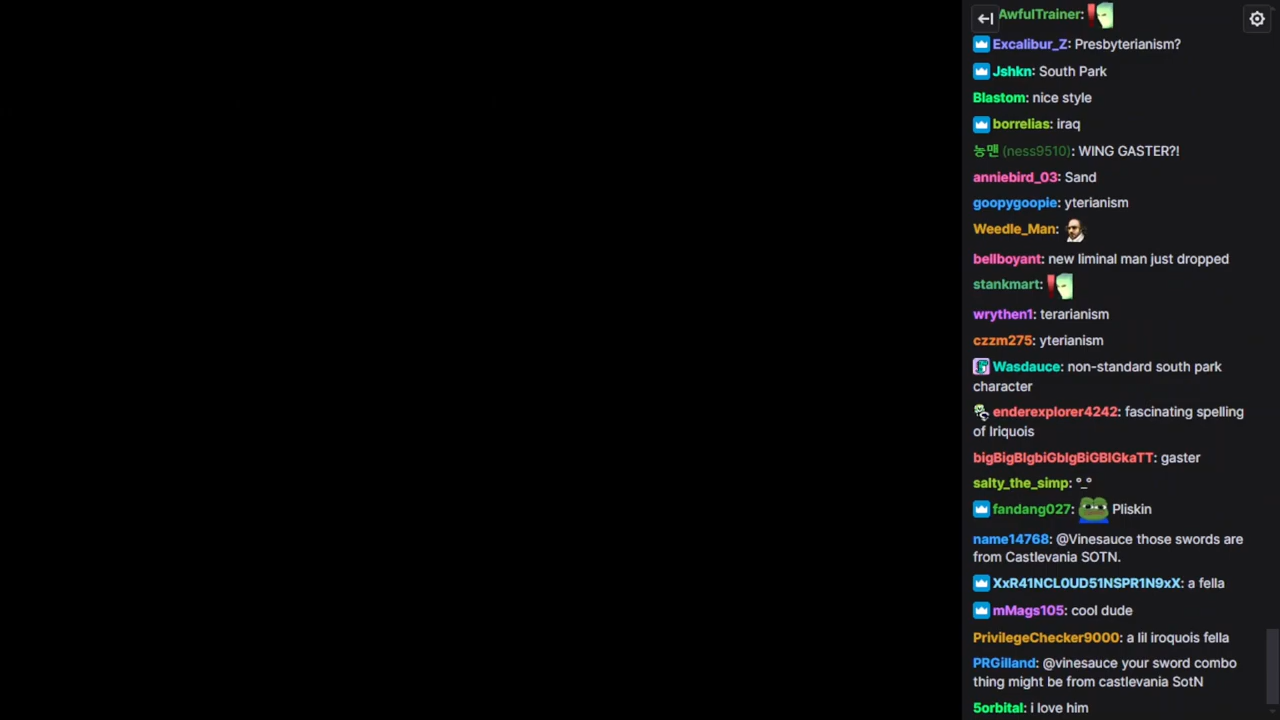 AwfulTrainer:
Excalibur_Z: Presbyterianism?
Jshkn: South Park
Blastom: nice style
borrelias: iraq
농맨 (ness9510): WING GASTER?!
anniebird_03: Sand
goopygoopie: yterianism
Weedle_Man:
bellboyant: new liminal man just dropped
stankmart:
wrythen1: terarianism
czzm275: yterianism
Wasdauce: non-standard south park
character
enderexplorer4242: fascinating spelling
of Iriquois
bigBigBIgbiGbIgBiGBIGkaTT: gaster
salty_the_simp: °_°
fandang027: Pliskin
name14768: @Vinesauce those swords are
from Castlevania SOTN.
XxR41NCL0UD51NSPR1N9xX: a fella
mMags105: cool dude
PrivilegeChecker9000: a lil iroquois fella
PRGilland: @vinesauce your sword combo
thing might be from castlevania SotN
5orbital: i love him